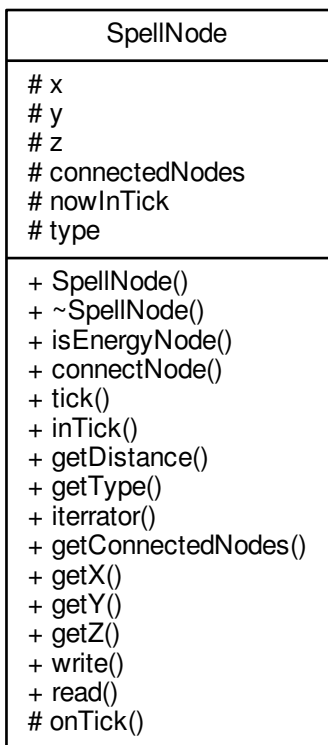 SpellNode
# x
# y
# z
# connectedNodes
# nowInTick
# type
+ SpellNode()
+ ~SpellNode()
+ isEnergyNode()
+ connectNode()
+ tick()
+ inTick()
+ getDistance()
+ getType()
+ iterrator()
+ getConnectedNodes()
+ getX()
+ getY()
+ getZ()
+ write()
+ read()
# onTick()